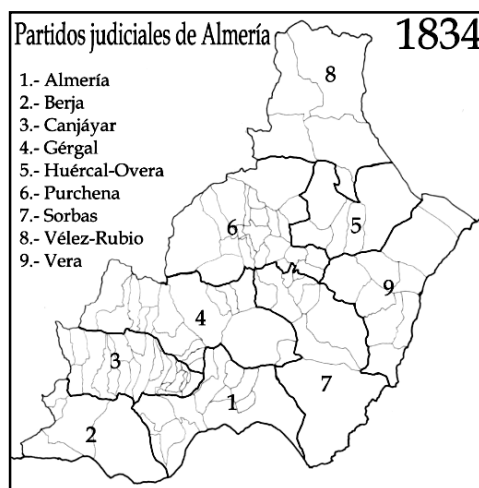 Partidos judiciales de Almería 1834
1.- Almería
2.- Berja
3.- Canjáyar
4.- Gérgal
5.- Huércal-Overa
6.- Purchena
7.- Sorbas
8.- Vélez-Rubio
9.- Vera
8
6
5
9
4
3
7
1
2